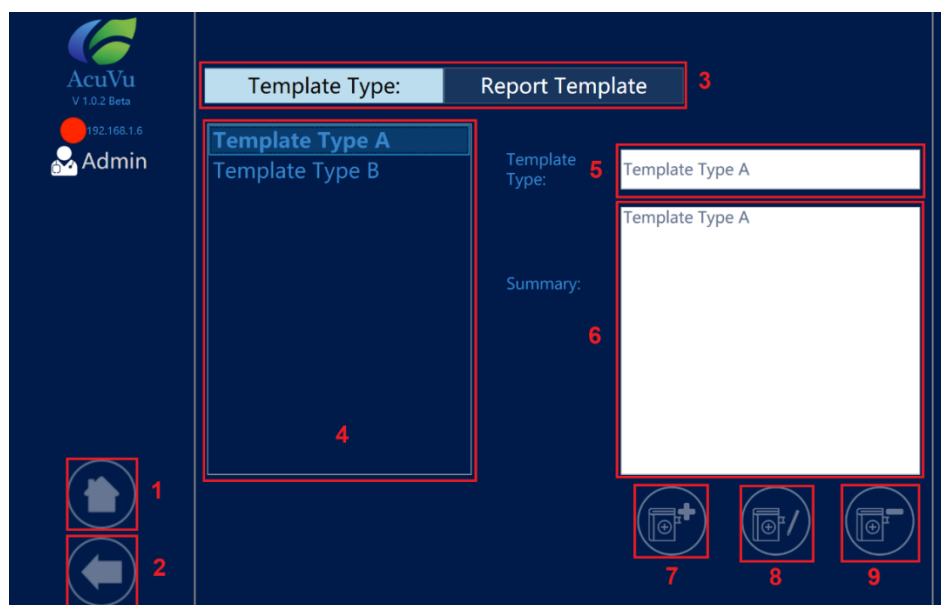 AcuVu
V 1.0.2 Beta
192.168.1.6
Admin
Template Type:
Report Template
3
Template Type A
Template Type B
4
Template
Type:
5
Template Type A
Summary:
6
Template Type A
1
2
7
8
9